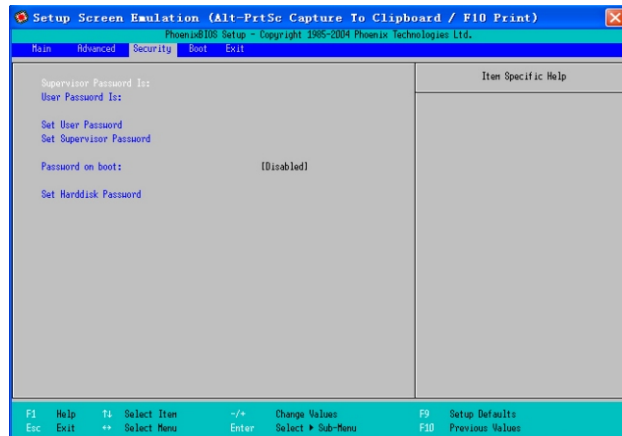 Setup Screen Emulation (Alt-PrtSc Capture To Clipboard / F10 Print)
PhoenixBIOS Setup - Copyright 1985-2004 Phoenix Technologies Ltd.
Main Advanced Security Boot Exit
Item Specific Help
Supervisor Password Is:
User Password Is:
Set User Password
Set Supervisor Password
Password on boot: [Disabled]
Set Harddisk Password
F1 Help ↑↓ Select Item -/+ Change Values F9 Setup Defaults
Esc Exit ↔ Select Menu Enter Select ▶ Sub-Menu F10 Previous Values